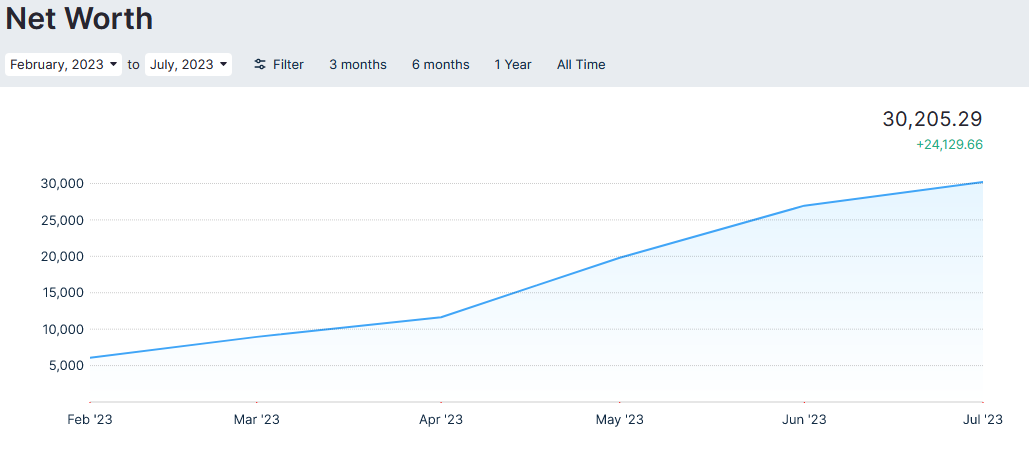 Net Worth
February, 2023 to July, 2023 Filter 3 months 6 months 1 Year All Time
30,205.29
+24,129.66
30,000
25,000
20,000
15,000
10,000
5,000
Feb '23 Mar '23 Apr '23 May '23 Jun '23 Jul '23